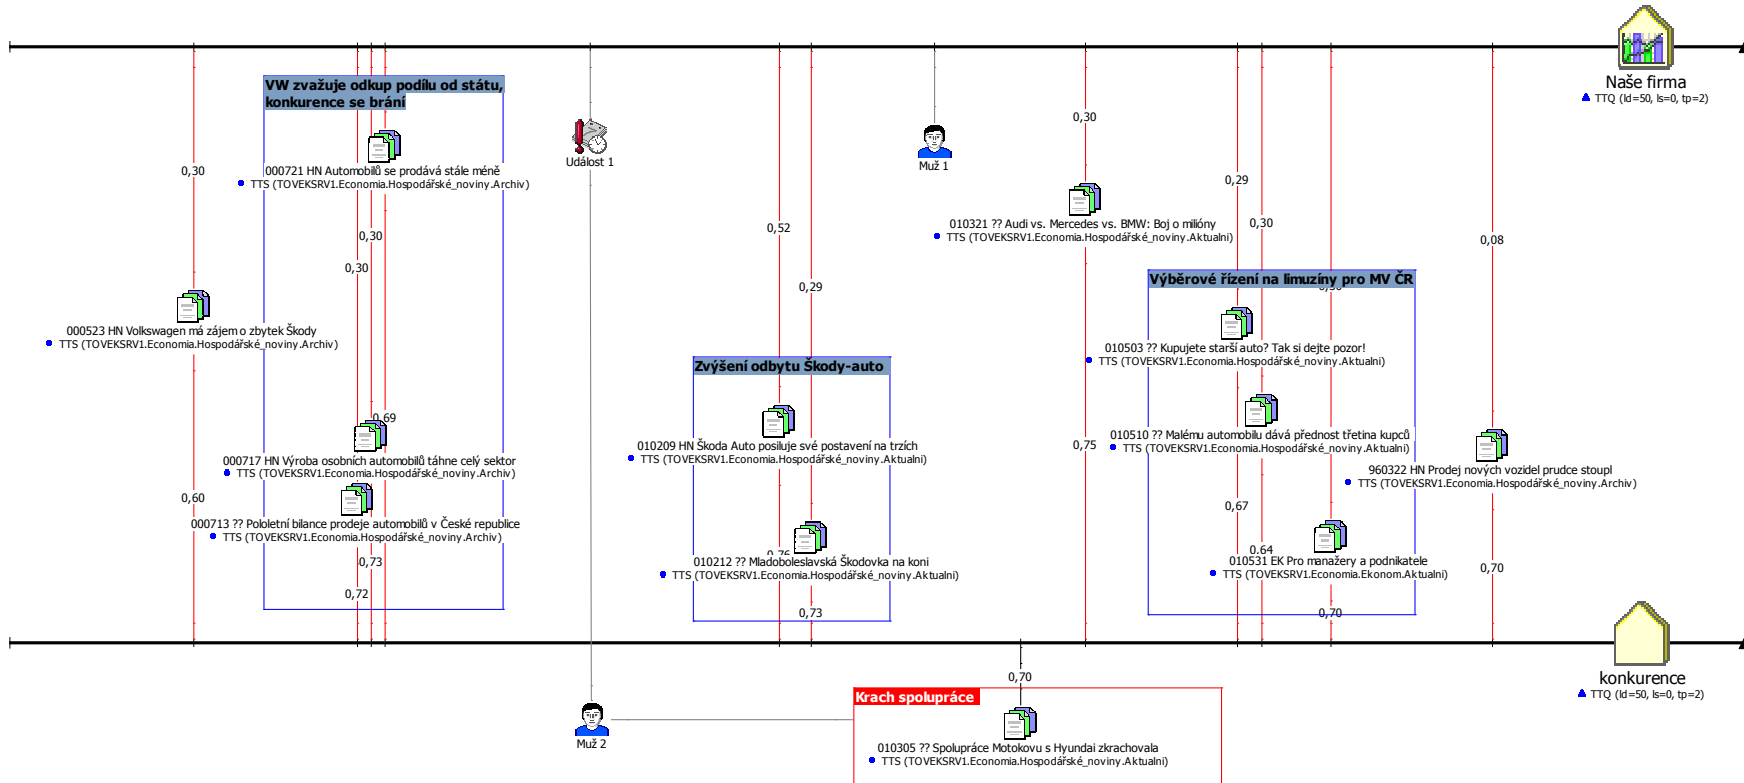 Naše firma
TTQ (ld=50, ls=0, tp=2)
VW zvažuje odkup podílu od státu,
konkurence se brání
000721 HN Automobilů se prodává stále méně
TTS (TOVEKSRV1.Economia.Hospodářské_noviny.Archiv)
0,30
0,30
0,30
000523 HN Volkswagen má zájem o zbytek Škody
TTS (TOVEKSRV1.Economia.Hospodářské_noviny.Archiv)
0,69
000717 HN Výroba osobních automobilů táhne celý sektor
TTS (TOVEKSRV1.Economia.Hospodářské_noviny.Archiv)
0,60
000713 ?? Pololetní bilance prodeje automobilů v České republice
TTS (TOVEKSRV1.Economia.Hospodářské_noviny.Archiv)
0,73
0,72
Událost 1
Muž 1
0,52
0,29
Zvýšení odbytu Škody-auto
010209 HN Škoda Auto posiluje své postavení na trzích
TTS (TOVEKSRV1.Economia.Hospodářské_noviny.Aktualni)
0,76
010212 ?? Mladoboleslavská Škodovka na koni
TTS (TOVEKSRV1.Economia.Hospodářské_noviny.Aktualni)
0,73
0,30
010321 ?? Audi vs. Mercedes vs. BMW: Boj o milióny
TTS (TOVEKSRV1.Economia.Hospodářské_noviny.Aktualni)
0,75
0,29
0,30
Výběrové řízení na limuzíny pro MV ČR
010503 ?? Kupujete starší auto? Tak si dejte pozor!
TTS (TOVEKSRV1.Economia.Hospodářské_noviny.Aktualni)
010510 ?? Malému automobilu dává přednost třetina kupců
TTS (TOVEKSRV1.Economia.Hospodářské_noviny.Aktualni)
0,67
0,64
010531 EK Pro manažery a podnikatele
TTS (TOVEKSRV1.Economia.Ekonom.Aktualni)
0,70
0,08
960322 HN Prodej nových vozidel prudce stoupl
TTS (TOVEKSRV1.Economia.Hospodářské_noviny.Archiv)
0,70
konkurence
TTQ (ld=50, ls=0, tp=2)
0,70
Krach spolupráce
Muž 2
010305 ?? Spolupráce Motokovu s Hyundai zkrachovala
TTS (TOVEKSRV1.Economia.Hospodářské_noviny.Aktualni)